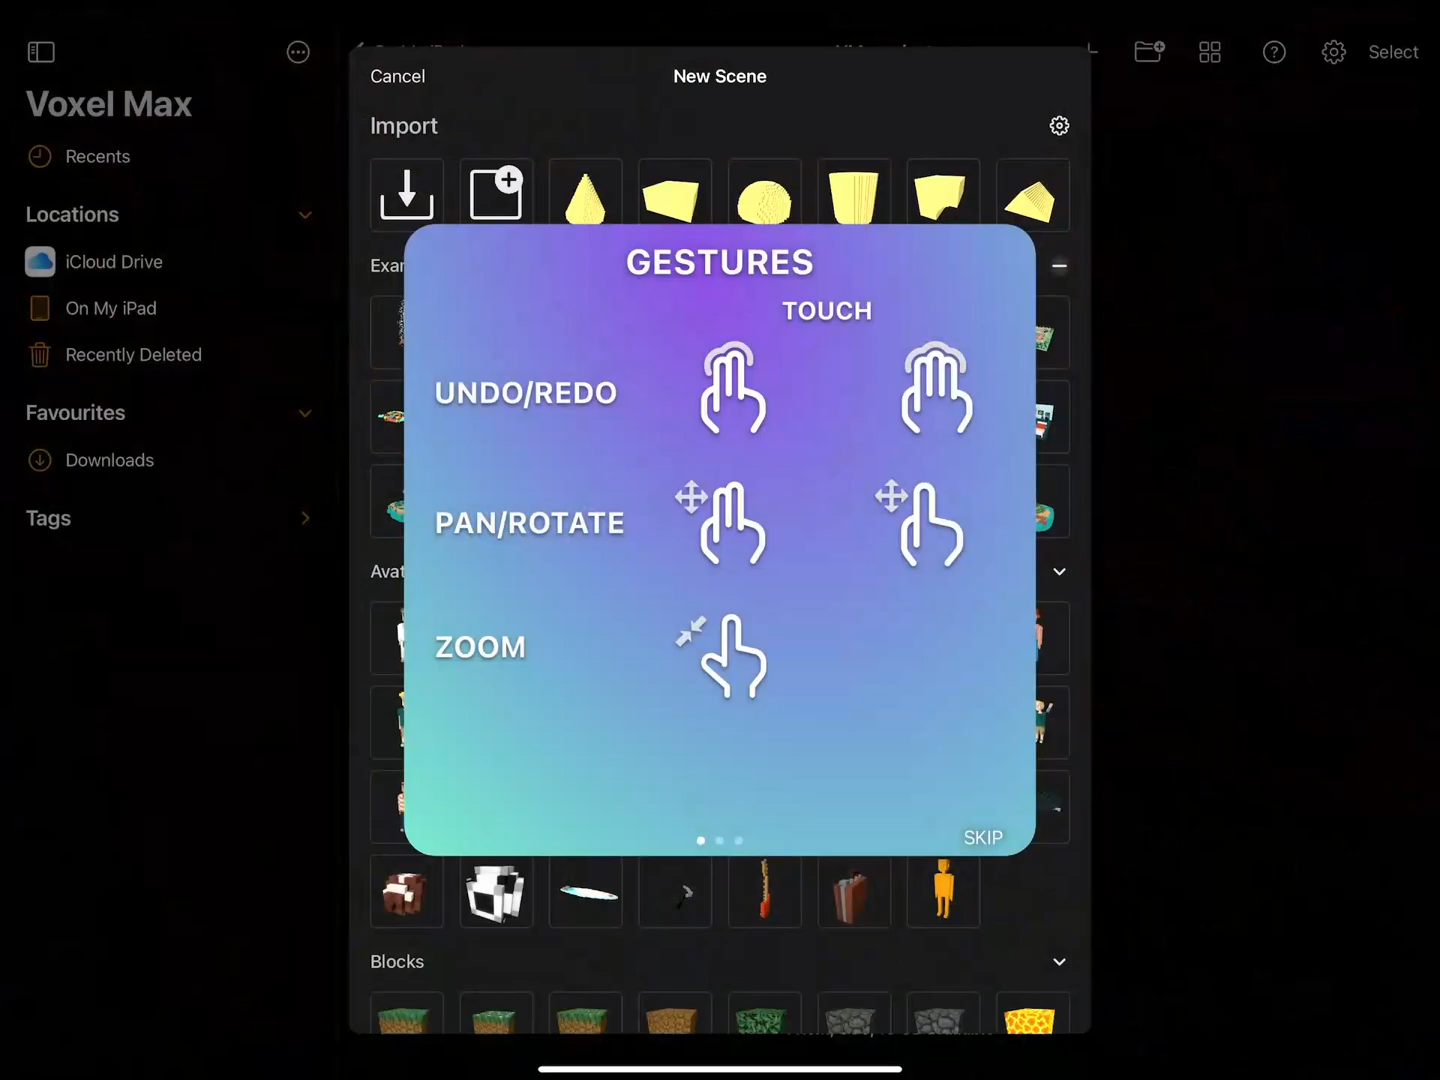 Voxel Max
Recents
Locations
iCloud Drive
On My iPad
Recently Deleted
Favourites
Downloads
Tags
Select
Cancel
New Scene
Import
GESTURES
TOUCH
UNDO/REDO
PAN/ROTATE
ZOOM
SKIP
Blocks